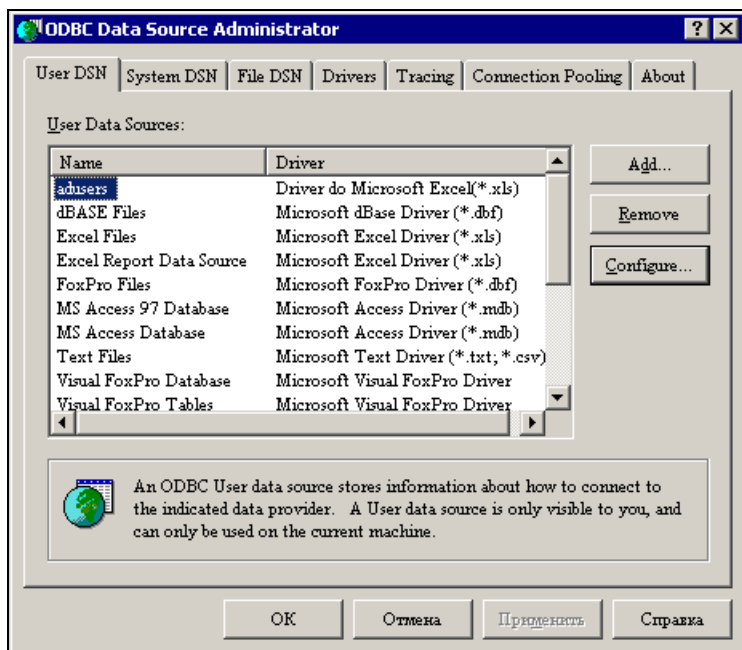 ODBC Data Source Administrator
User DSN System DSN File DSN Drivers Tracing Connection Pooling About
User Data Sources:
Name Driver
adusers Driver do Microsoft Excel(*.xls)
dBASE Files Microsoft dBase Driver (*.dbf)
Excel Files Microsoft Excel Driver (*.xls)
Excel Report Data Source Microsoft Excel Driver (*.xls)
FoxPro Files Microsoft FoxPro Driver (*.dbf)
MS Access 97 Database Microsoft Access Driver (*.mdb)
MS Access Database Microsoft Access Driver (*.mdb)
Text Files Microsoft Text Driver (*.txt; *.csv)
Visual FoxPro Database Microsoft Visual FoxPro Driver
Visual FoxPro Tables Microsoft Visual FoxPro Driver
Add...
Remove
Configure...
An ODBC User data source stores information about how to connect to
the indicated data provider. A User data source is only visible to you, and
can only be used on the current machine.
OK Отмена Применить Справка